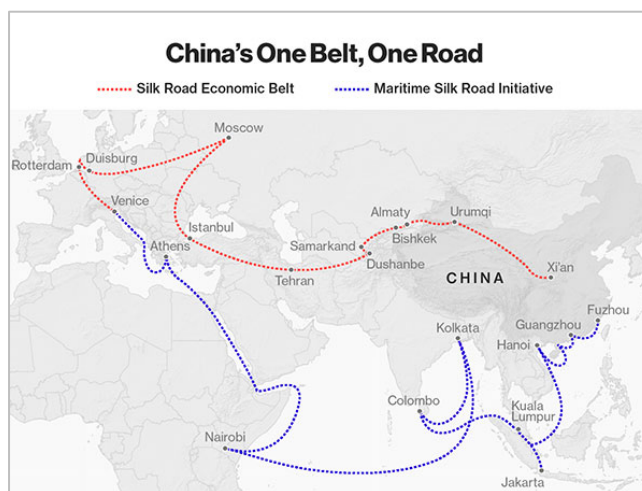 China's One Belt, One Road
Silk Road Economic Belt
Maritime Silk Road Initiative
Moscow
Rotterdam
Duisburg
Venice
Istanbul
Athens
Almaty
Urumqi
Samarkand
Bishkek
Dushanbe
Tehran
CHINA
Xi'an
Fuzhou
Kolkata
Guangzhou
Hanoi
Colombo
Kuala
Lumpur
Nairobi
Jakarta